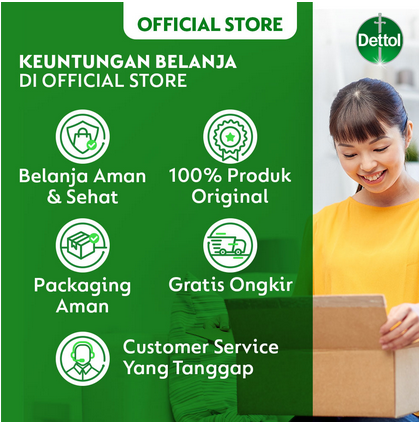 OFFICIAL STORE
Dettol
KEUNTUNGAN BELANJA
DI OFFICIAL STORE
Belanja Aman
& Sehat
100% Produk
Original
Packaging
Aman
Gratis Ongkir
Customer Service
Yang Tanggap